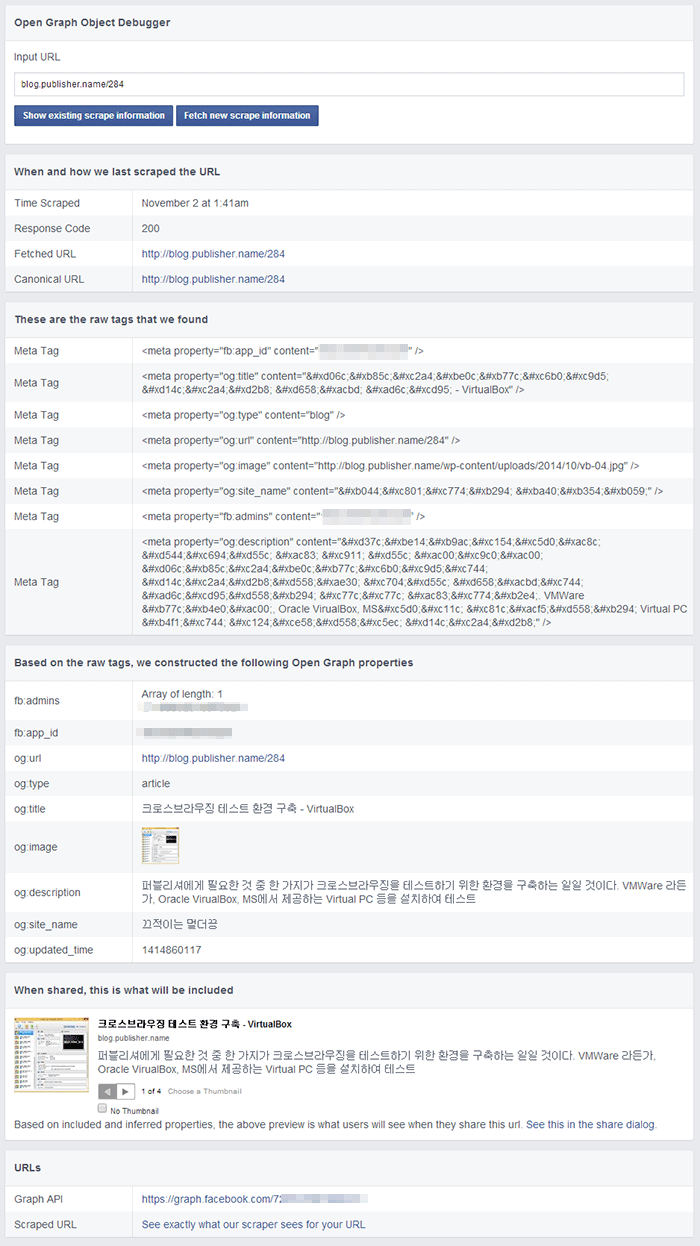 Open Graph Object Debugger
Input URL
blog.publisher.name/284
Show existing scrape information
Fetch new scrape information
When and how we last scraped the URL
Time Scraped November 2 at 1:41am
Response Code 200
Fetched URL http://blog.publisher.name/284
Canonical URL http://blog.publisher.name/284
These are the raw tags that we found
Meta Tag <meta property="fb:app_id" content=" " />
Meta Tag <meta property="og:title" content="&#xd06c;&#xb85c;&#xc2a4;&#xbe0c;&#xb77c;&#xc6b0;&#xc9d5;
&#xd14c;&#xc2a4;&#xd2b8; &#xd658;&#xacbd; &#xad6c;&#xcd95; - VirtualBox" />
Meta Tag <meta property="og:type" content="blog" />
Meta Tag <meta property="og:url" content="http://blog.publisher.name/284" />
Meta Tag <meta property="og:image" content="http://blog.publisher.name/wp-content/uploads/2014/10/vb-04.jpg" />
Meta Tag <meta property="og:site_name" content="&#xb044;&#xc801;&#xc774;&#xb294; &#xba40;&#xb354;&#xb059;" />
Meta Tag <meta property="fb:admins" content=" " />
Meta Tag <meta property="og:description" content="&#xd37c;&#xbe14;&#xb9ac;&#xc154;&#xc5d0;&#xac8c;
&#xd544;&#xc694;&#xd55c; &#xac83; &#xc911; &#xd55c; &#xac00;&#xc9c0;&#xac00;
&#xd06c;&#xb85c;&#xc2a4;&#xbe0c;&#xb77c;&#xc6b0;&#xc9d5;&#xc744;
&#xd14c;&#xc2a4;&#xd2b8;&#xd558;&#xae30; &#xc704;&#xd55c; &#xd658;&#xacbd;&#xc744;
&#xad6c;&#xcd95;&#xd558;&#xb294; &#xc77c;&#xc77c; &#xac83;&#xc774;&#xb2e4;. VMWare
&#xb77c;&#xb4e0;&#xac00;, Oracle VirualBox, MS&#xc5d0;&#xc11c; &#xc81c;&#xacf5;&#xd558;&#xb294; Virtual PC
&#xb4f1;&#xc744; &#xc124;&#xce58;&#xd558;&#xc5ec; &#xd14c;&#xc2a4;&#xd2b8;" />
Based on the raw tags, we constructed the following Open Graph properties
fb:admins Array of length: 1
fb:app_id
og:url http://blog.publisher.name/284
og:type article
og:title 크로스브라우징 테스트 환경 구축 - VirtualBox
og:image
og:description 퍼블리셔에게 필요한 것 중 한 가지가 크로스브라우징을 테스트하기 위한 환경을 구축하는 일일 것이다. VMWare 라든
가, Oracle VirualBox, MS에서 제공하는 Virtual PC 등을 설치하여 테스트
og:site_name 끄적이는 멀더끙
og:updated_time 1414860117
When shared, this is what will be included
크로스브라우징 테스트 환경 구축 - VirtualBox
blog.publisher.name
퍼블리셔에게 필요한 것 중 한 가지가 크로스브라우징을 테스트하기 위한 환경을 구축하는 일일 것이다. VMWare 라든가,
Oracle VirualBox, MS에서 제공하는 Virtual PC 등을 설치하여 테스트
1 of 4 Choose a Thumbnail
No Thumbnail
Based on included and inferred properties, the above preview is what users will see when they share this url. See this in the share dialog.
URLs
Graph API https://graph.facebook.com/72
Scraped URL See exactly what our scraper sees for your URL